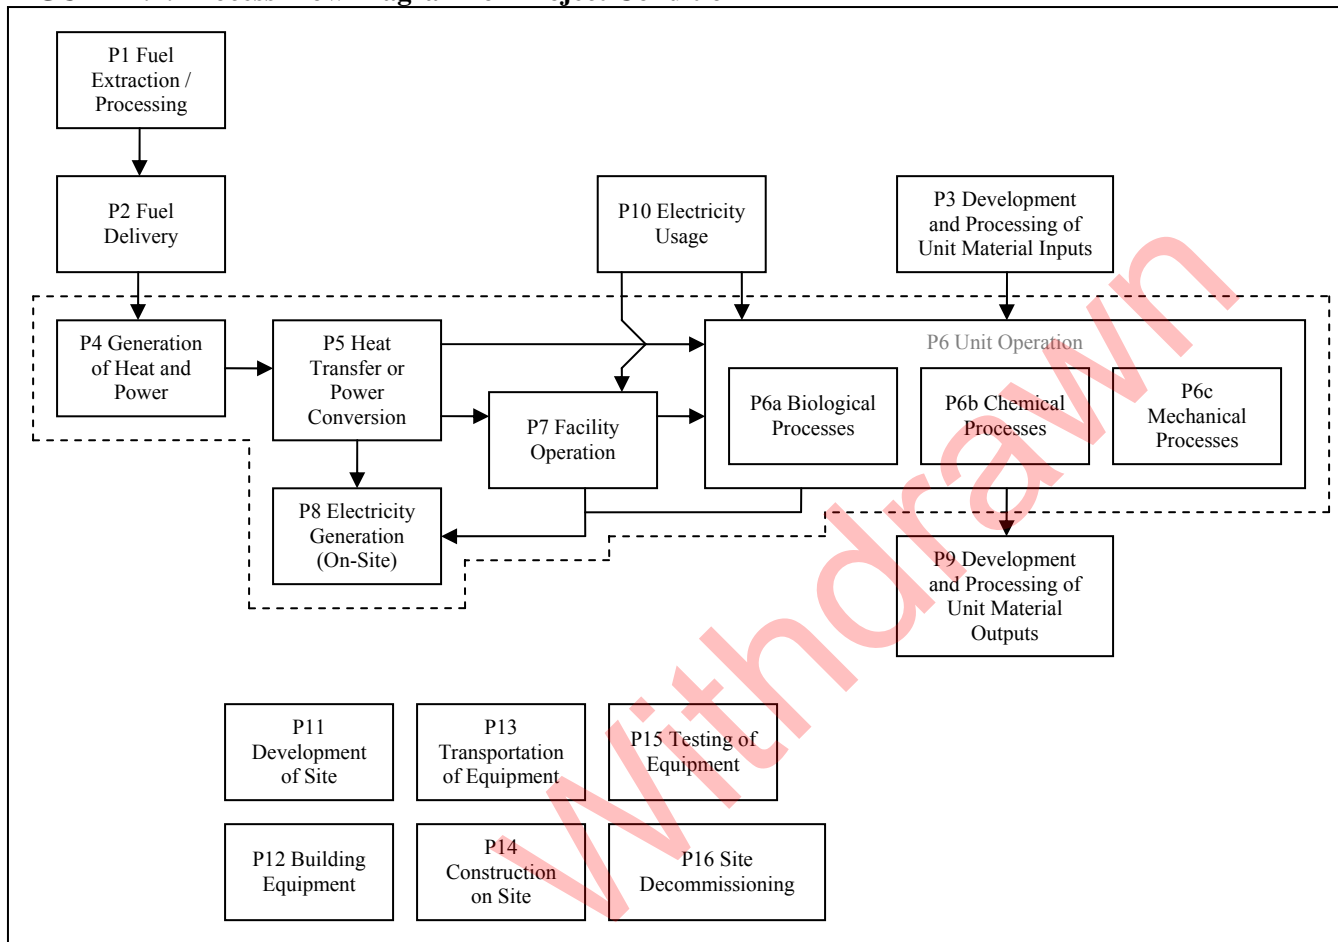 P1 Fuel
Extraction /
Processing
P2 Fuel
Delivery
P10 Electricity
Usage
P3 Development
and Processing of
Unit Material Inputs
P4 Generation
of Heat and
Power
P5 Heat
Transfer or
Power
Conversion
P6 Unit Operation
P6a Biological
Processes
P6b Chemical
Processes
P6c
Mechanical
Processes
P7 Facility
Operation
P8 Electricity
Generation
(On-Site)
P9 Development
and Processing of
Unit Material
Outputs
P11
Development
of Site
P13
Transportation
of Equipment
P15 Testing of
Equipment
P12 Building
Equipment
P14
Construction
on Site
P16 Site
Decommissioning
Withdrawn